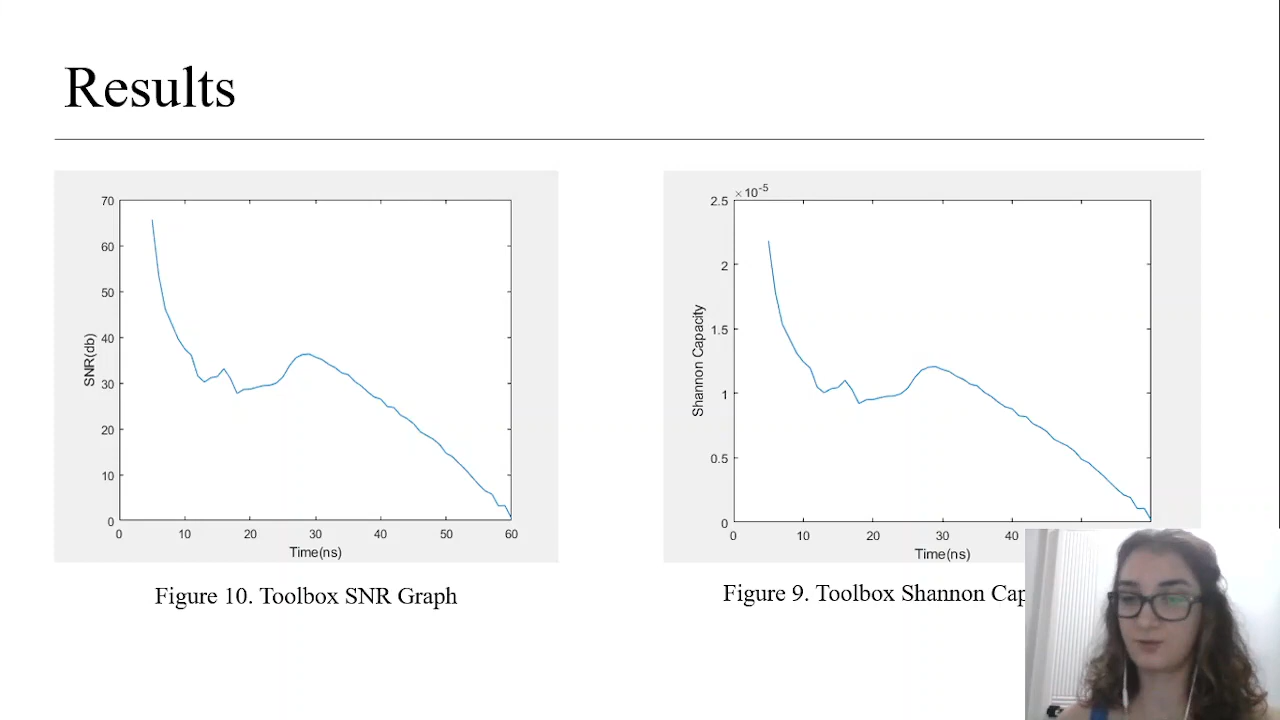 Results
70
60
50
40
30
20
10
0
SNR(db)
0 10 20 30 40 50 60
Time(ns)
Figure 10. Toolbox SNR Graph
×10-5
2.5
2
1.5
1
0.5
0
Shannon Capacity
0 10 20 30 40
Time(ns)
Figure 9. Toolbox Shannon Cap